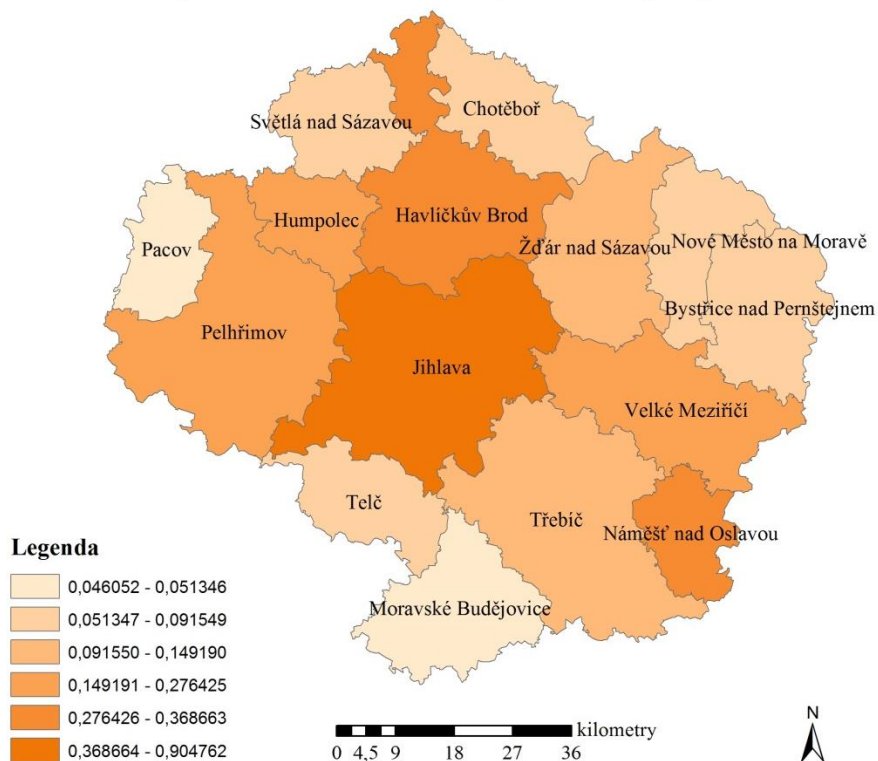 Chotěboř
Světlá nad Sázavou
Humpolec
Havlíčkův Brod
Pacov
Žďár nad Sázavou
Nové Město na Moravě
Bystřice nad Pernštejnem
Pelhřimov
Jihlava
Velké Meziříčí
Telč
Třebíč
Náměšť nad Oslavou
Moravské Budějovice
Legenda
0,046052 - 0,051346
0,051347 - 0,091549
0,091550 - 0,149190
0,149191 - 0,276425
0,276426 - 0,368663
0,368664 - 0,904762
kilometry
0 4,5 9 18 27 36
N